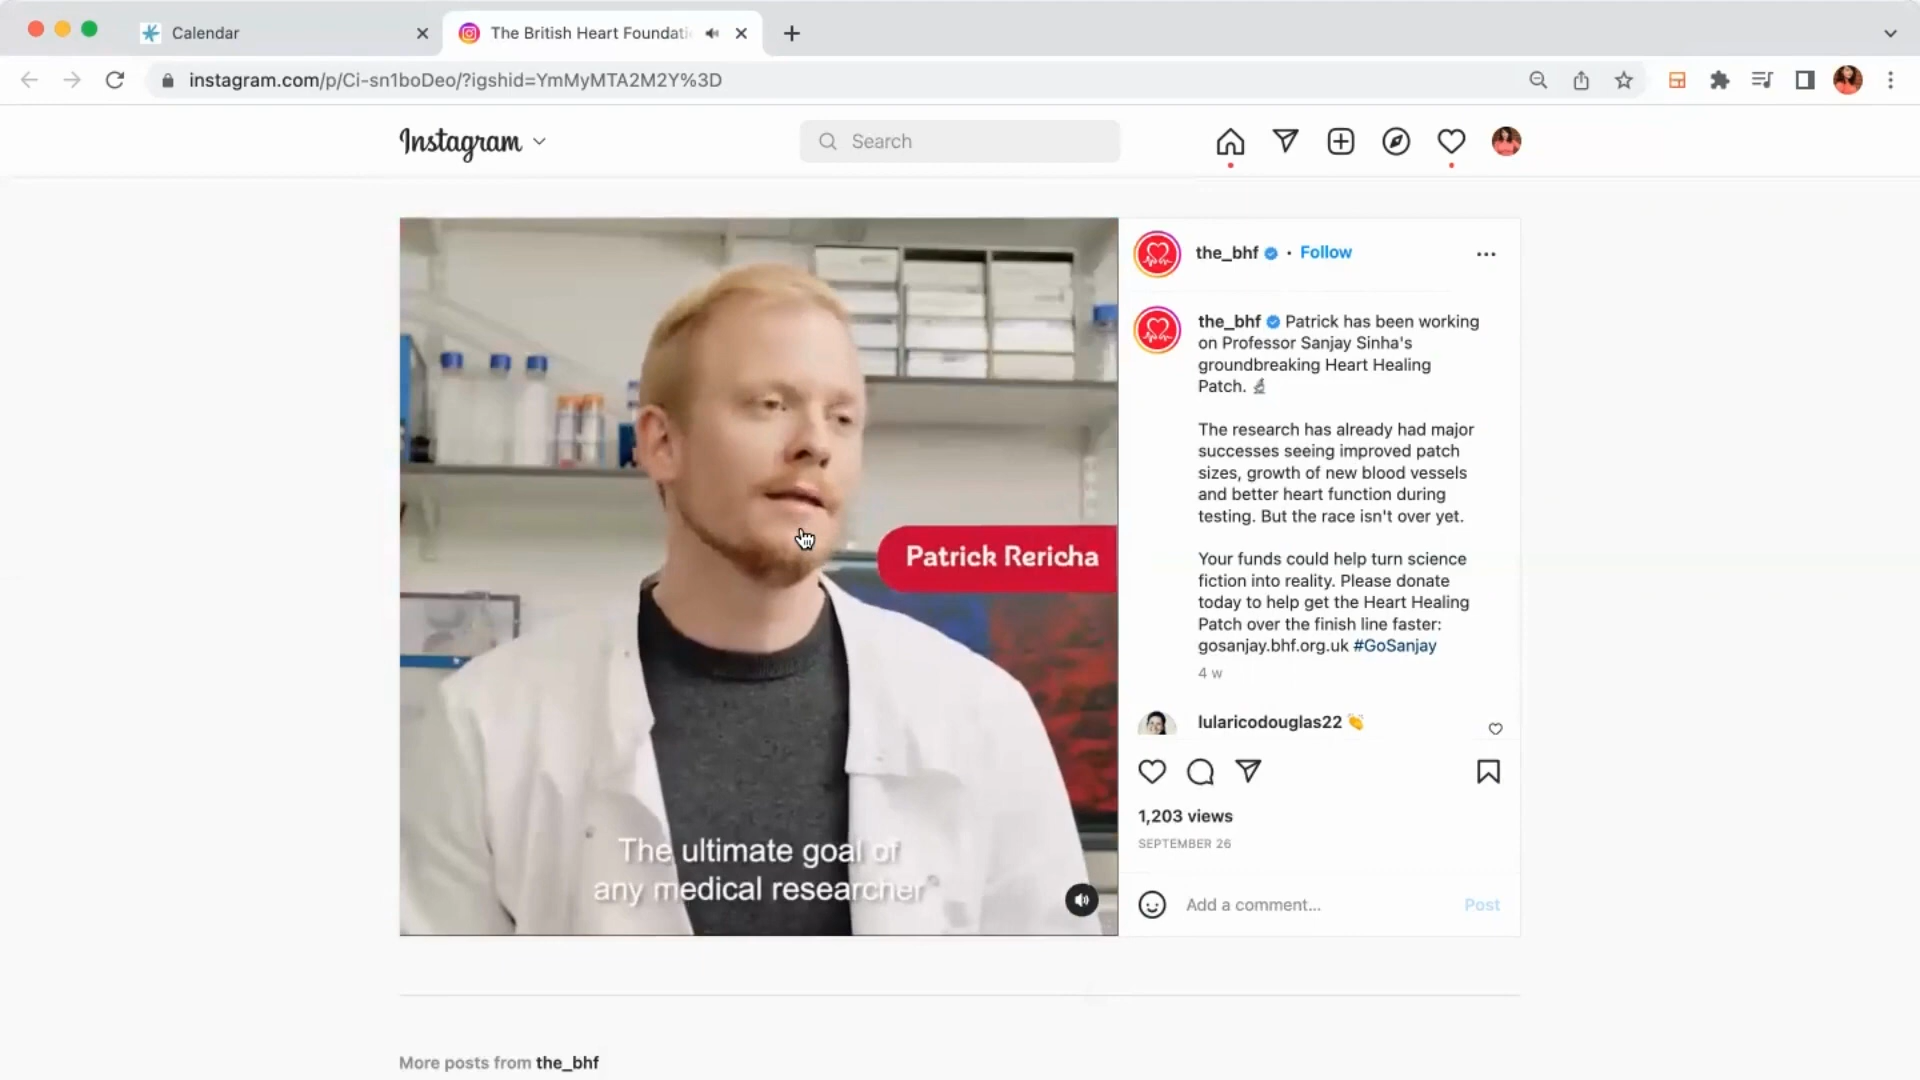 Calendar
The British Heart Foundati
instagram.com/p/Ci-sn1boDeo/?igshid=YmMyMTA2M2Y%3D
Instagram
Search
Patrick Rericha
The ultimate goal of
any medical researcher
the_bhf • Follow
the_bhf Patrick has been working
on Professor Sanjay Sinha's
groundbreaking Heart Healing
Patch. 🔬
The research has already had major
successes seeing improved patch
sizes, growth of new blood vessels
and better heart function during
testing. But the race isn't over yet.
Your funds could help turn science
fiction into reality. Please donate
today to help get the Heart Healing
Patch over the finish line faster:
gosanjay.bhf.org.uk #GoSanjay
4 w
lularicodouglas22 👏
1,203 views
SEPTEMBER 26
Add a comment...
Post
More posts from the_bhf